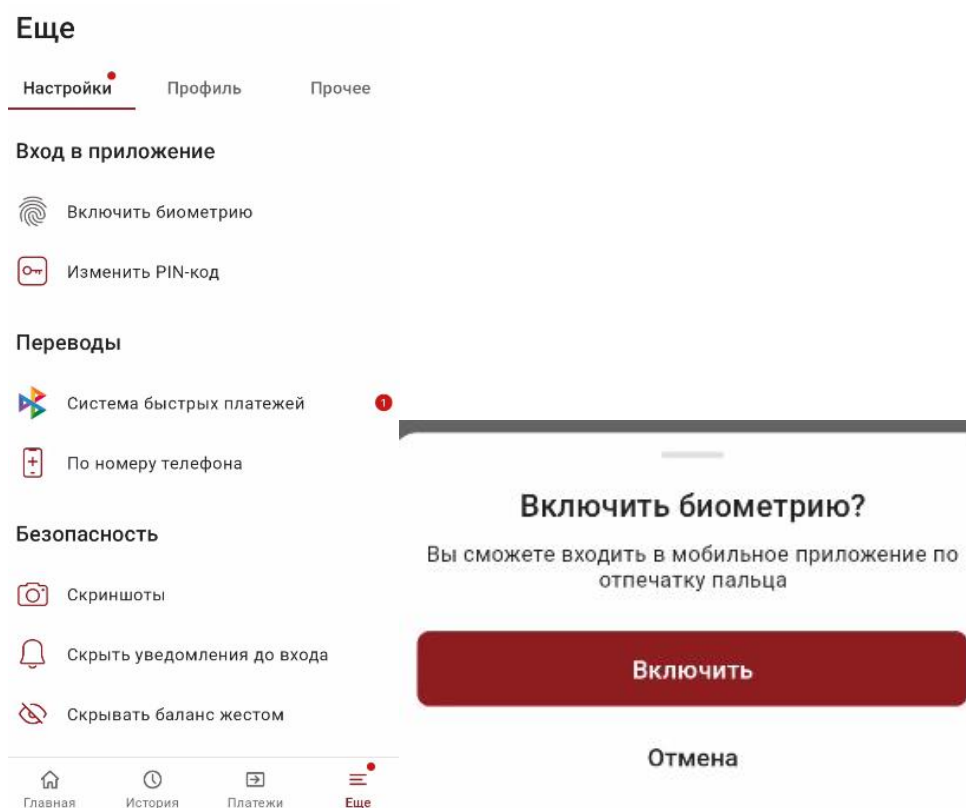 Еще
Настройки Профиль Прочее
Вход в приложение
Включить биометрию
Изменить PIN-код
Переводы
Система быстрых платежей 1
По номеру телефона
Безопасность
Скриншоты
Скрыть уведомления до входа
Скрывать баланс жестом
Главная История Платежи Еще
Включить биометрию?
Вы сможете входить в мобильное приложение по
отпечатку пальца
Включить
Отмена